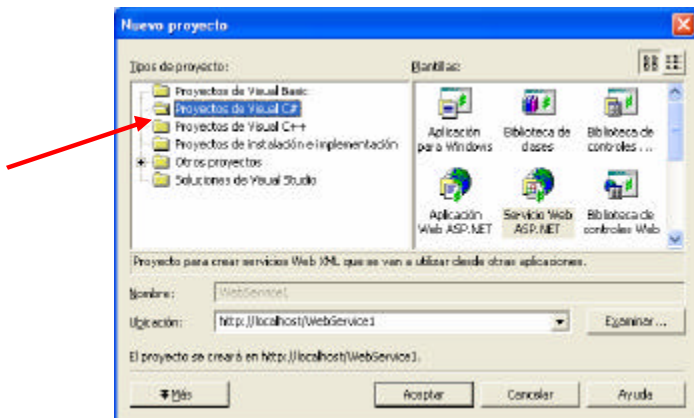 Nuevo proyecto
Tipos de proyecto:
Plantillas:
Proyectos de Visual Basic
Proyectos de Visual C#
Proyectos de Visual C++
Proyectos de instalación e implementación
Otros proyectos
Soluciones de Visual Studio
Aplicación para Windows
Biblioteca de clases
Biblioteca de controles ...
Aplicación Web ASP.NET
Servicio Web ASP.NET
Biblioteca de controles Web
Proyecto para crear servicios Web XML que se van a utilizar desde otras aplicaciones.
Nombre:
WebService1
Ubicación:
http://localhost/WebService1
Examinar...
El proyecto se creará en http://localhost/WebService1.
Más
Aceptar
Cancelar
Ayuda